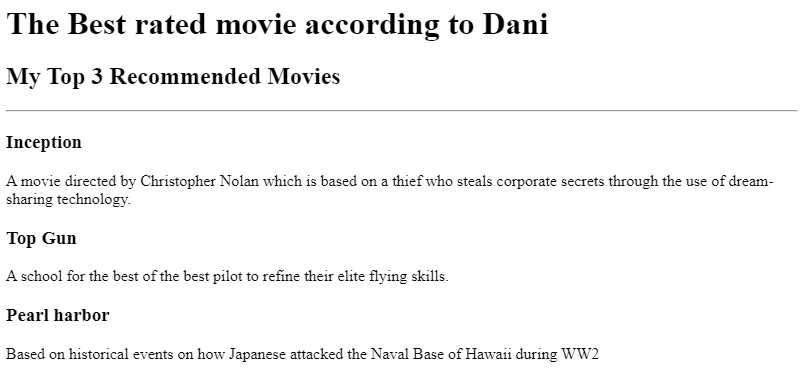 The Best rated movie according to Dani
My Top 3 Recommended Movies
Inception
A movie directed by Christopher Nolan which is based on a thief who steals corporate secrets through the use of dream-
sharing technology.
Top Gun
A school for the best of the best pilot to refine their elite flying skills.
Pearl harbor
Based on historical events on how Japanese attacked the Naval Base of Hawaii during WW2